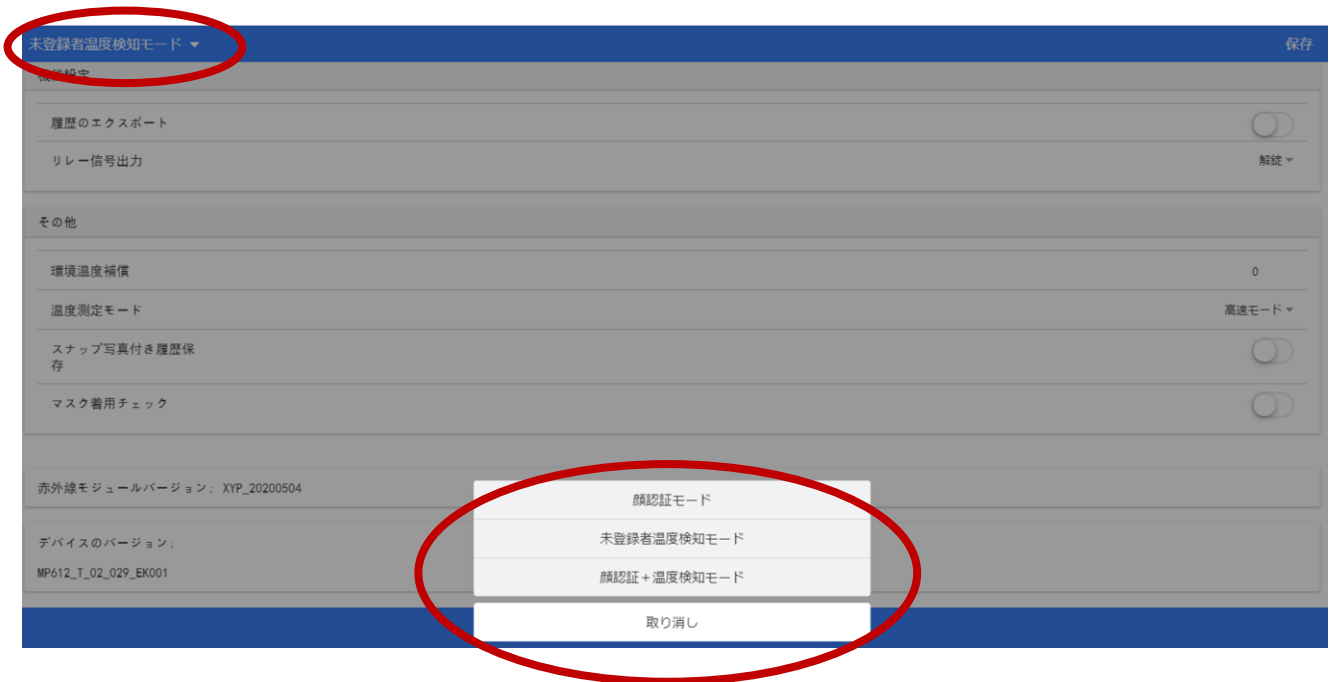 未登録者温度検知モード
保存
機能設定
履歴のエクスポート
リレー信号出力
解錠
その他
環境温度補償
0
温度測定モード
高速モード
スナップ写真付き履歴保
存
マスク着用チェック
赤外線モジュールバージョン: XYP_20200504
デバイスのバージョン:
MP612_T_02_029_EK001
顔認証モード
未登録者温度検知モード
顔認証+温度検知モード
取り消し